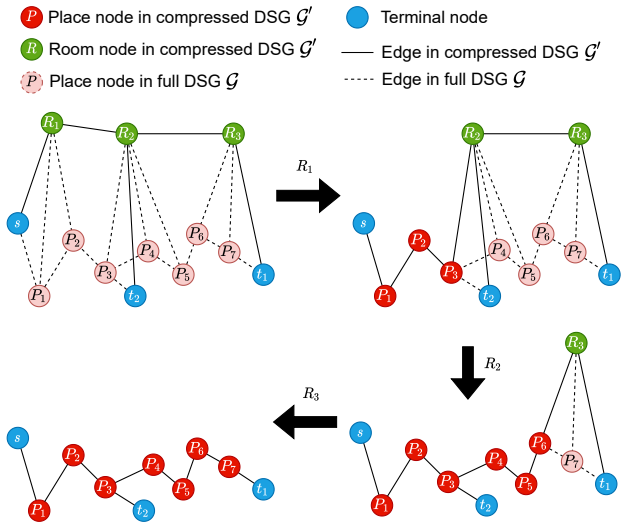 P Place node in compressed DSG 𝒢′
Terminal node
R Room node in compressed DSG 𝒢′
Edge in compressed DSG 𝒢′
P Place node in full DSG 𝒢
Edge in full DSG 𝒢
R₁ R₂ R₃
s P₂ P₄ P₆ P₇
P₁ P₃ t₂ P₅ t₁
R₁
R₂ R₃
s P₂ P₄ P₆ P₇
P₁ P₃ t₂ P₅ t₁
R₂
R₃
s P₂ P₄ P₆ P₇
P₁ P₃ t₂ P₅ t₁
R₃
s P₂ P₄ P₆ P₇
P₁ P₃ t₂ P₅ t₁